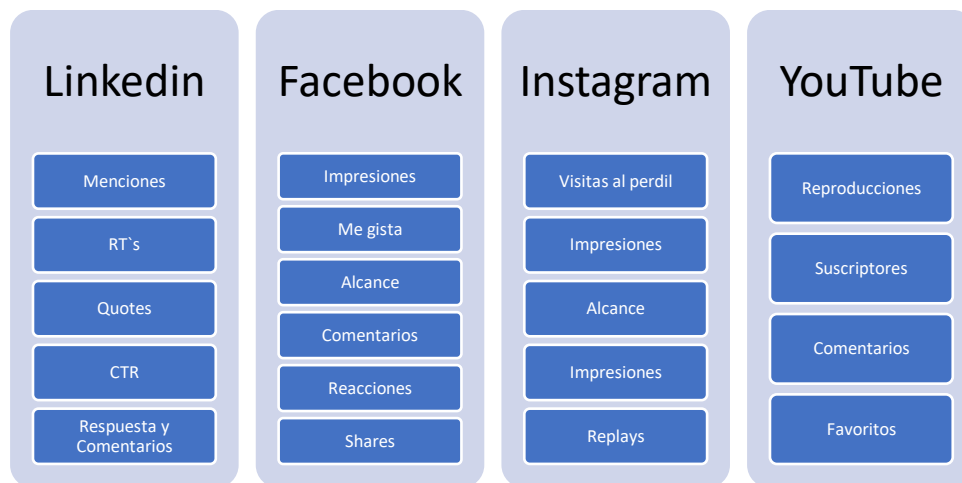 Linkedin
Menciones
RT`s
Quotes
CTR
Respuesta y
Comentarios
Facebook
Impresiones
Me gista
Alcance
Comentarios
Reacciones
Shares
Instagram
Visitas al perdil
Impresiones
Alcance
Impresiones
Replays
YouTube
Reproducciones
Suscriptores
Comentarios
Favoritos